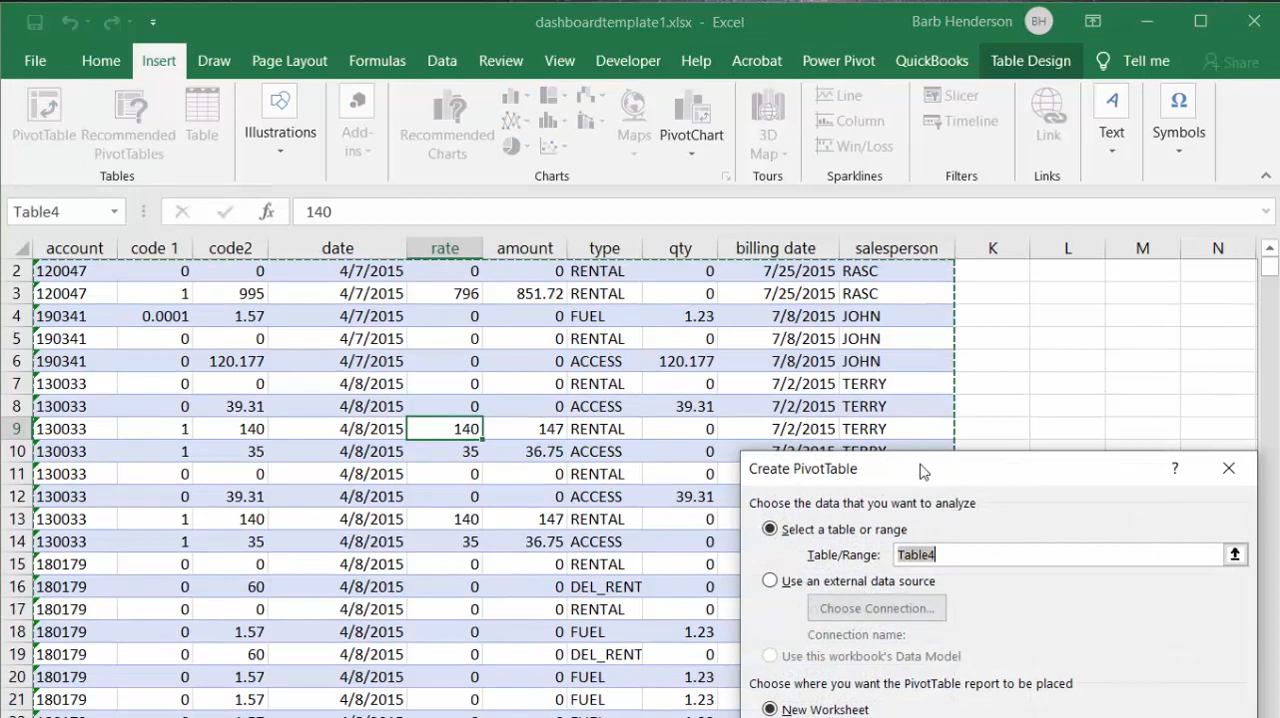 dashboardtemplate1.xlsx - Excel
Barb Henderson BH
File Home Insert Draw Page Layout Formulas Data Review View Developer Help Acrobat Power Pivot QuickBooks Table Design Tell me Share
PivotTable Recommended PivotTables Table Illustrations Add-ins Recommended Charts Maps PivotChart 3D Map Line Column Win/Loss Slicer Timeline Link Text Symbols
Tables Charts Tours Sparklines Filters Links
Table4 fx 140
account code 1 code2 date rate amount type qty billing date salesperson K L M N
2 120047 0 0 4/7/2015 0 0 RENTAL 0 7/25/2015 RASC
3 120047 1 995 4/7/2015 796 851.72 RENTAL 0 7/25/2015 RASC
4 190341 0.0001 1.57 4/7/2015 0 0 FUEL 1.23 7/8/2015 JOHN
5 190341 0 0 4/7/2015 0 0 RENTAL 0 7/8/2015 JOHN
6 190341 0 120.177 4/7/2015 0 0 ACCESS 120.177 7/8/2015 JOHN
7 130033 0 0 4/8/2015 0 0 RENTAL 0 7/2/2015 TERRY
8 130033 0 39.31 4/8/2015 0 0 ACCESS 39.31 7/2/2015 TERRY
9 130033 1 140 4/8/2015 140 147 RENTAL 0 7/2/2015 TERRY
10 130033 1 35 4/8/2015 35 36.75 ACCESS 0 7/2/2015 TERRY
11 130033 0 0 4/8/2015 0 0 RENTAL 0
12 130033 0 39.31 4/8/2015 0 0 ACCESS 39.31
13 130033 1 140 4/8/2015 140 147 RENTAL 0
14 130033 1 35 4/8/2015 35 36.75 ACCESS 0
15 180179 0 0 4/8/2015 0 0 RENTAL 0
16 180179 0 60 4/8/2015 0 0 DEL_RENT 0
17 180179 0 0 4/8/2015 0 0 RENTAL 0
18 180179 0 1.57 4/8/2015 0 0 FUEL 1.23
19 180179 0 60 4/8/2015 0 0 DEL_RENT 0
20 180179 0 1.57 4/8/2015 0 0 FUEL 1.23
21 180179 0 1.57 4/8/2015 0 0 FUEL 1.23
Create PivotTable ?
Choose the data that you want to analyze
Select a table or range
Table/Range: Table4
Use an external data source
Choose Connection...
Connection name:
Use this workbook's Data Model
Choose where you want the PivotTable report to be placed
New Worksheet